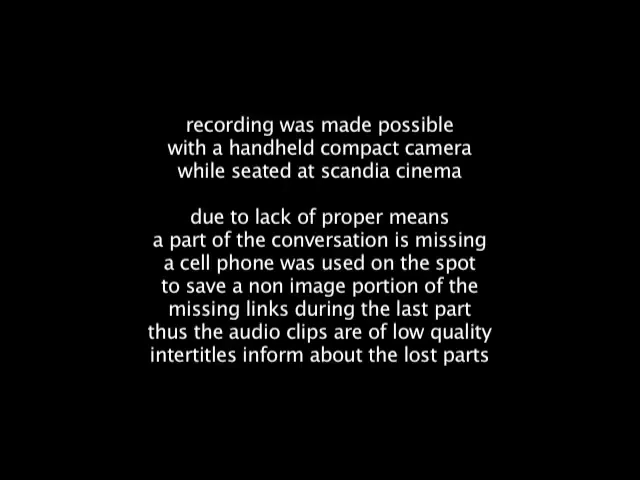 recording was made possible
with a handheld compact camera
while seated at scandia cinema
due to lack of proper means
a part of the conversation is missing
a cell phone was used on the spot
to save a non image portion of the
missing links during the last part
thus the audio clips are of low quality
intertitles inform about the lost parts